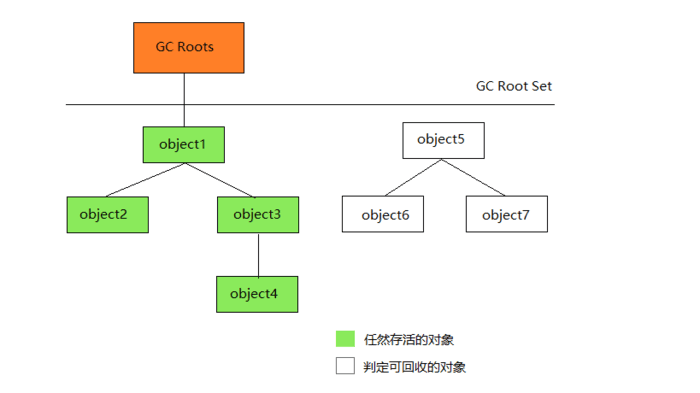 GC Roots
GC Root Set
object1
object5
object2
object3
object6
object7
object4
任然存活的对象
判定可回收的对象